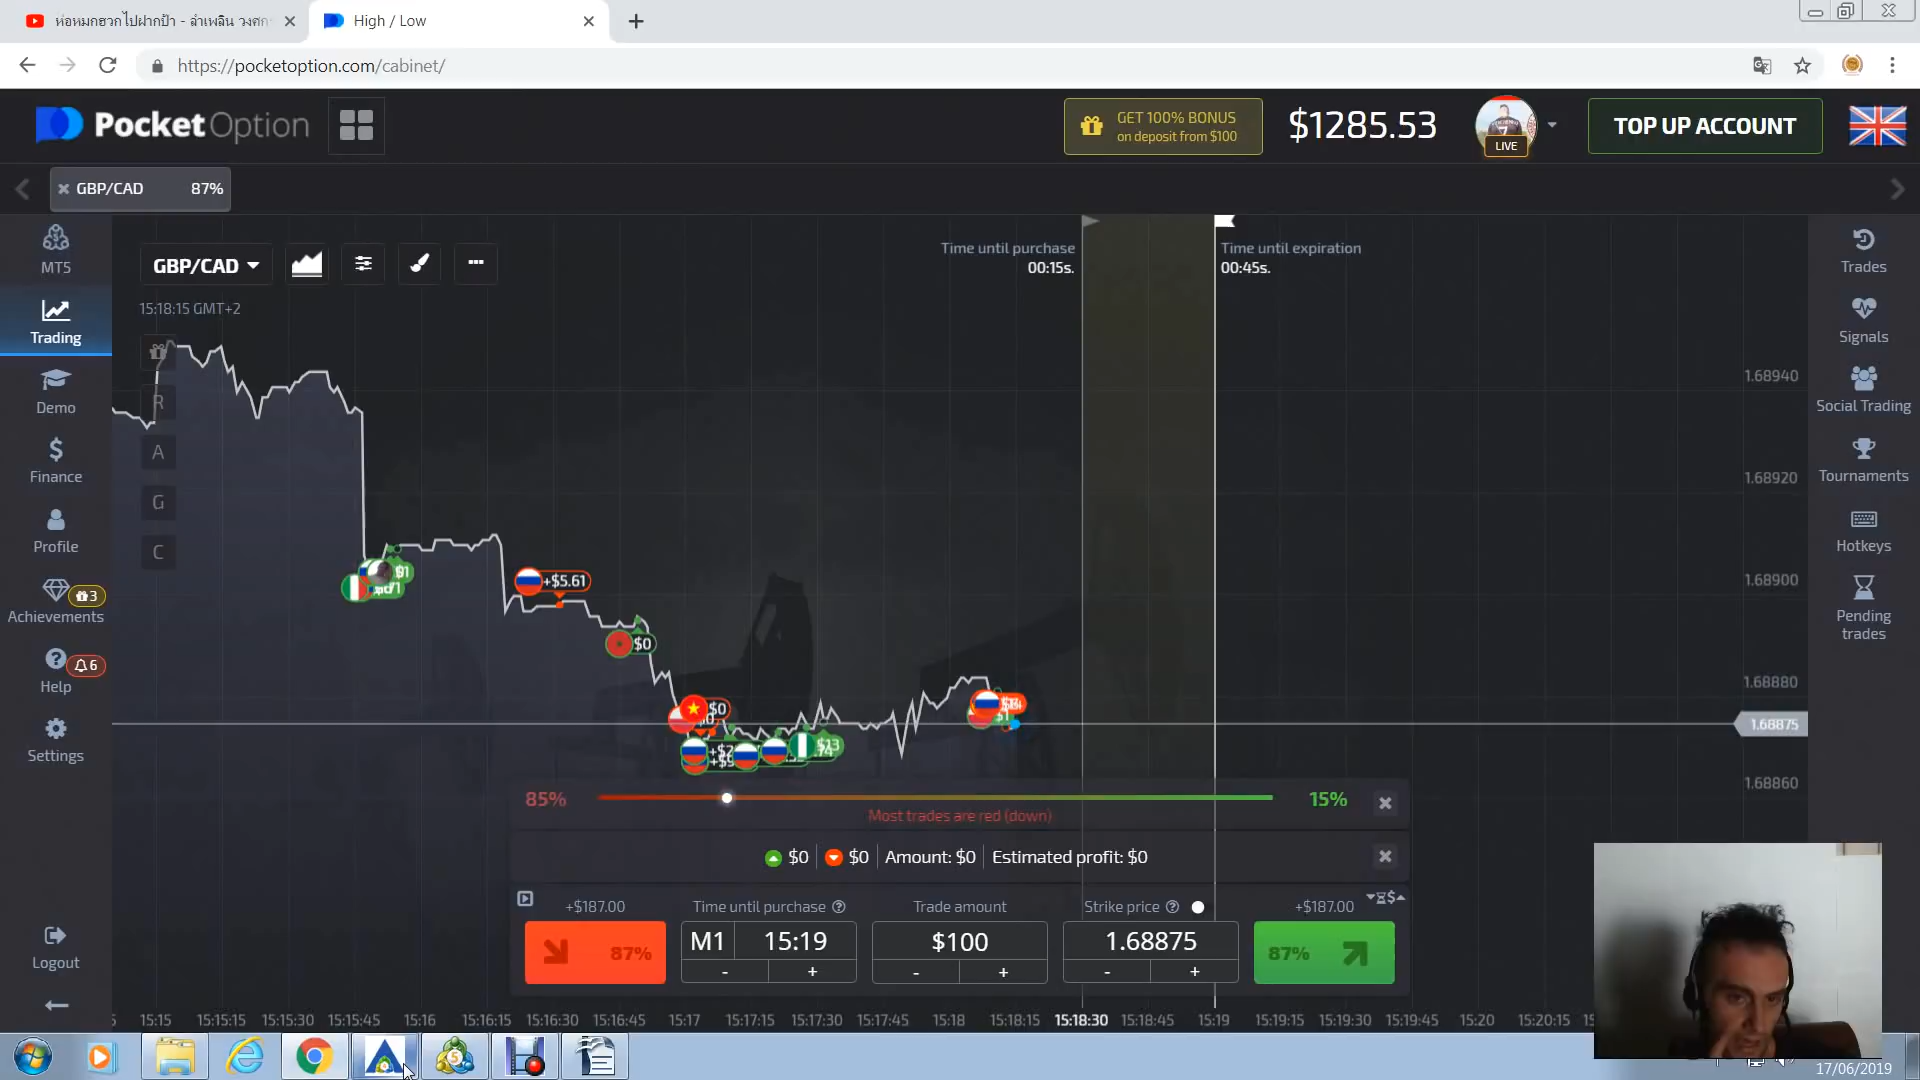 ห่อหมกฮวกไปฝากป้า - ลำเพลิน วงศก
High / Low
https://pocketoption.com/cabinet/
PocketOption
GET 100% BONUS
on deposit from $100
$1285.53
LIVE
TOP UP ACCOUNT
GBP/CAD 87%
MT5
Trading
Demo
Finance
Profile
Achievements
3
Help
6
Settings
Logout
GBP/CAD
15:18:15 GMT+2
R
A
G
C
Time until purchase
00:15s.
Time until expiration
00:45s.
+$5.61
$0
$0
1.68940
1.68920
1.68900
1.68880
1.68875
1.68860
Trades
Signals
Social Trading
Tournaments
Hotkeys
Pending
trades
85%
15%
Most trades are red (down)
$0 $0 Amount: $0 Estimated profit: $0
+$187.00 Time until purchase Trade amount Strike price +$187.00
87% M1 15:19 $100 1.68875 87%
- + - + - +
15:15 15:15:15 15:15:30 15:15:45 15:16 15:16:15 15:16:30 15:16:45 15:17 15:17:15 15:17:30 15:17:45 15:18 15:18:15 15:18:30 15:18:45 15:19 15:19:15 15:19:30 15:19:45 15:20 15:20:15
17/06/2019